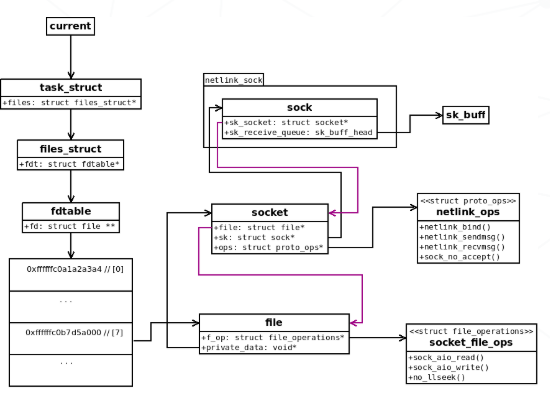 current
task_struct
+files: struct files_struct*
files_struct
+fdt: struct fdtable*
fdtable
+fd: struct file **
0xffffffc0a1a2a3a4 // [0]
. . .
0xffffffc0b7d5a000 // [7]
. . .
netlink_sock
sock
+sk_socket: struct socket*
+sk_receive_queue: sk_buff_head
sk_buff
socket
+file: struct file*
+sk: struct sock*
+ops: struct proto_ops*
<<struct proto_ops>>
netlink_ops
+netlink_bind()
+netlink_sendmsg()
+netlink_recvmsg()
+sock_no_accept()
file
+f_op: struct file_operations*
+private_data: void*
<<struct file_operations>>
socket_file_ops
+sock_aio_read()
+sock_aio_write()
+no_llseek()